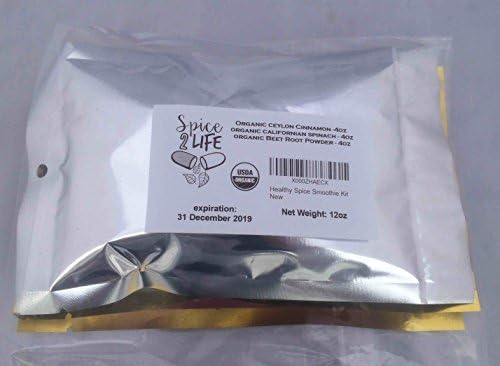 Spice
2 LIFE
Organic ceylon Cinnamon -4oz
organic californian spinach - 4oz
organic Beet Root Powder - 4oz
USDA
ORGANIC
X000ZHAECX
Healthy Spice Smoothie Kit
New
expiration:
31 December 2019
Net Weight: 12oz